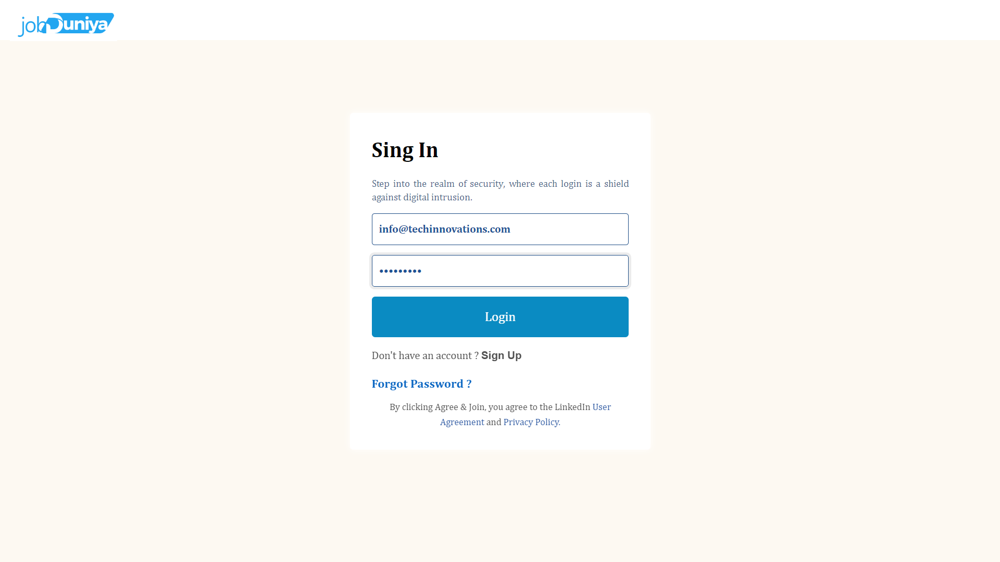 jobDuniya
Sing In
Step into the realm of security, where each login is a shield
against digital intrusion.
info@techinnovations.com
•••••••••
Login
Don't have an account ? Sign Up
Forgot Password ?
By clicking Agree & Join, you agree to the LinkedIn User
Agreement and Privacy Policy.